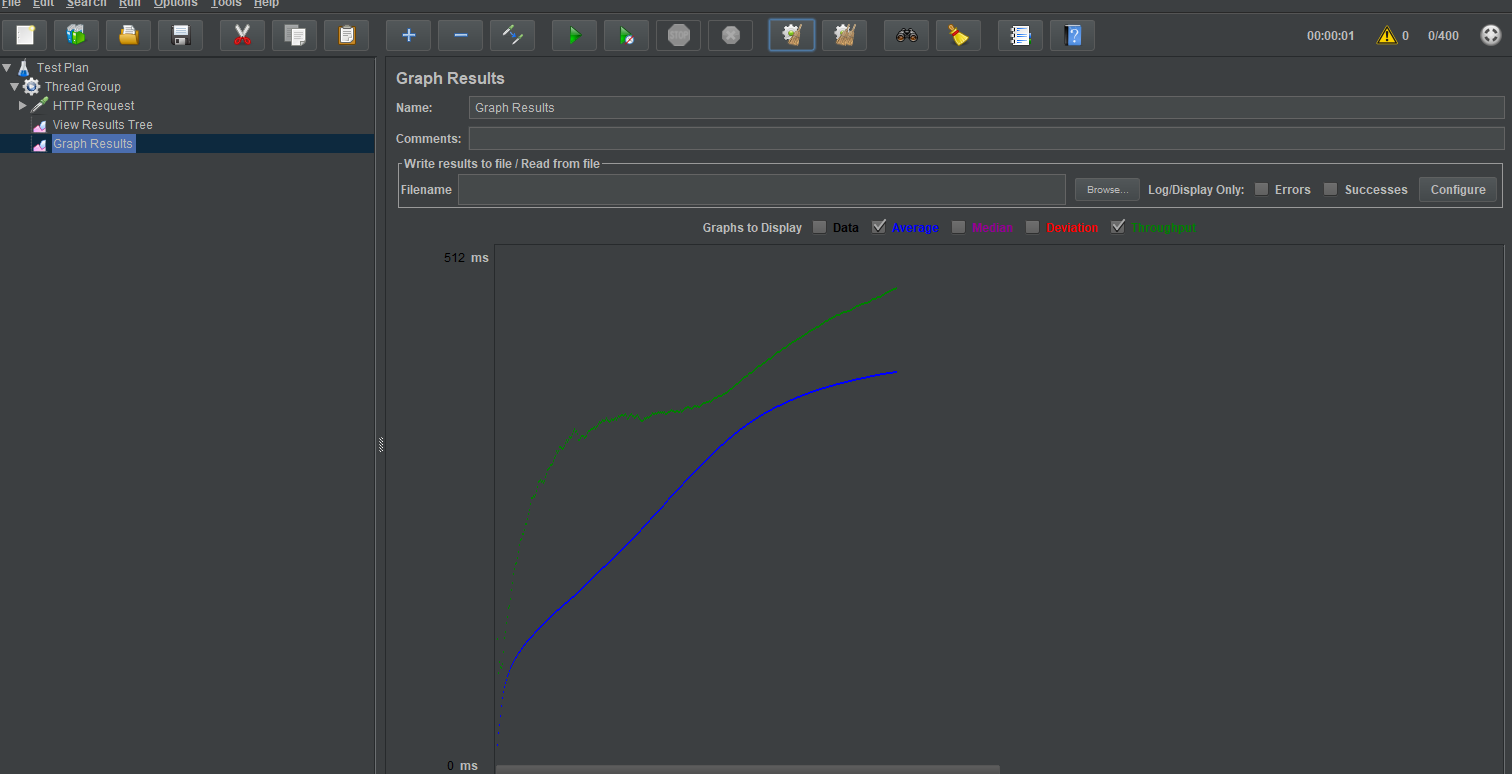 File Edit Search Run Options Tools Help
STOP
00:00:01 0 0/400
Test Plan
Thread Group
HTTP Request
View Results Tree
Graph Results
Graph Results
Name: Graph Results
Comments:
Write results to file / Read from file
Filename Browse... Log/Display Only: Errors Successes Configure
Graphs to Display Data Average Median Deviation Throughput
512 ms
0 ms